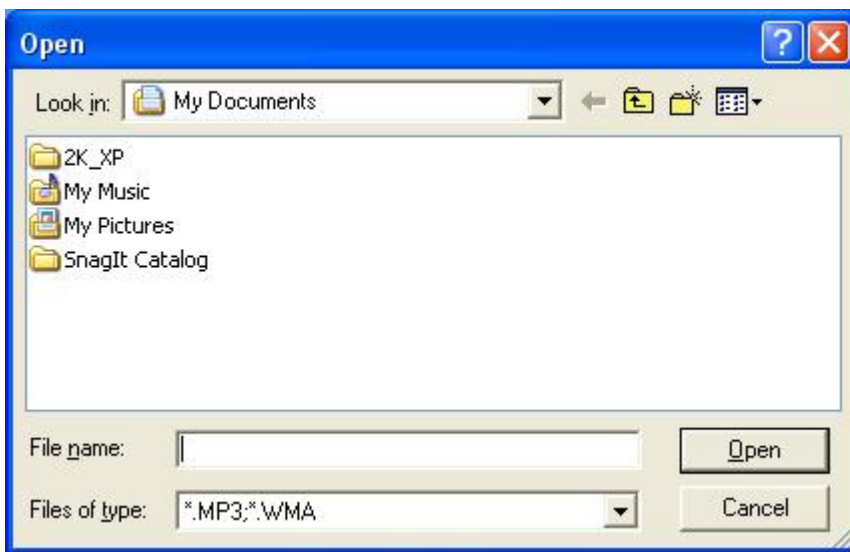 Open
Look in: My Documents
2K_XP
My Music
My Pictures
SnagIt Catalog
File name: Open
Files of type: *.MP3;*.WMA Cancel